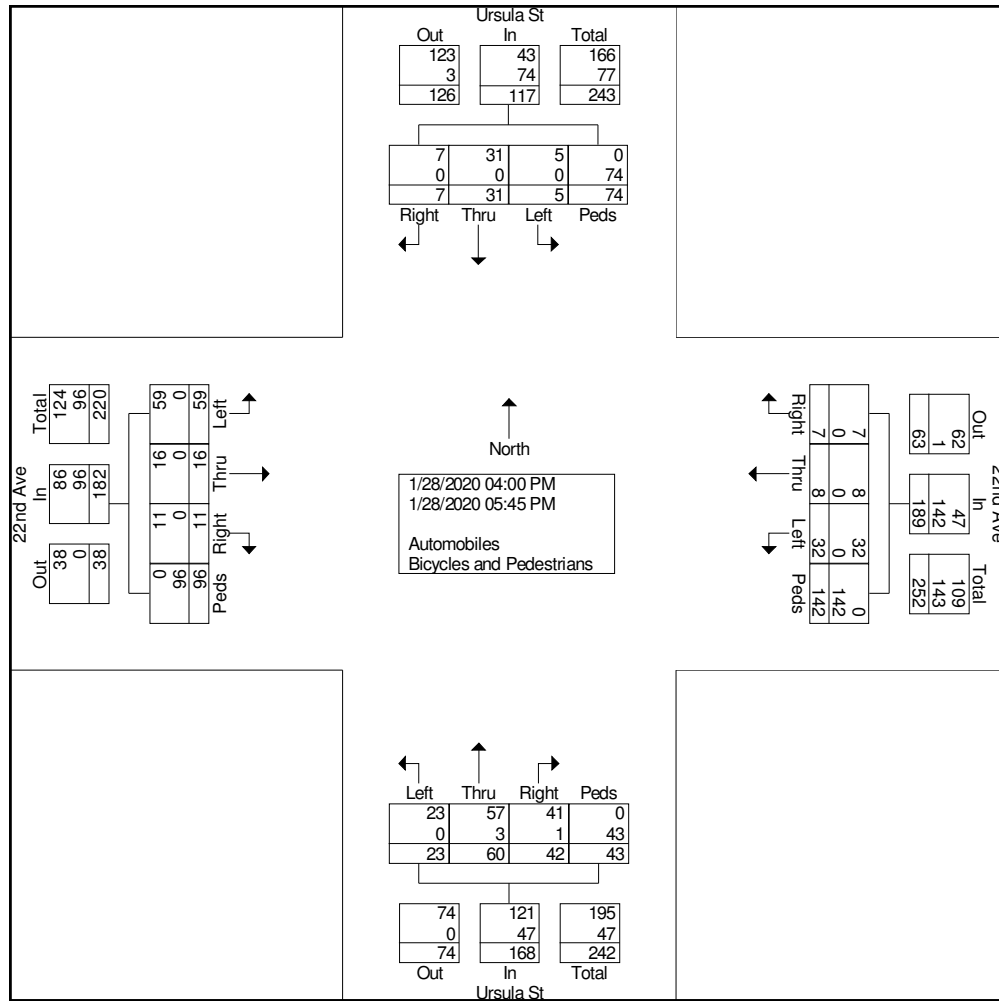 Ursula St
Out In Total
123 43 166
3 74 77
126 117 243
7 31 5 0
0 0 0 74
7 31 5 74
Right Thru Left Peds
22nd Ave
Total In Out
124 86 38
96 96 0
220 182 38
59 16 11 0
0 0 0 96
59 16 11 96
Left Thru Right Peds
North
1/28/2020 04:00 PM
1/28/2020 05:45 PM
Automobiles
Bicycles and Pedestrians
Right Thru Left Peds
7 8 32 0
0 0 0 142
7 8 32 142
Out In Total
62 47 109
1 142 143
63 189 252
22nd Ave
Left Thru Right Peds
23 57 41 0
0 3 1 43
23 60 42 43
74 121 195
0 47 47
74 168 242
Out In Total
Ursula St